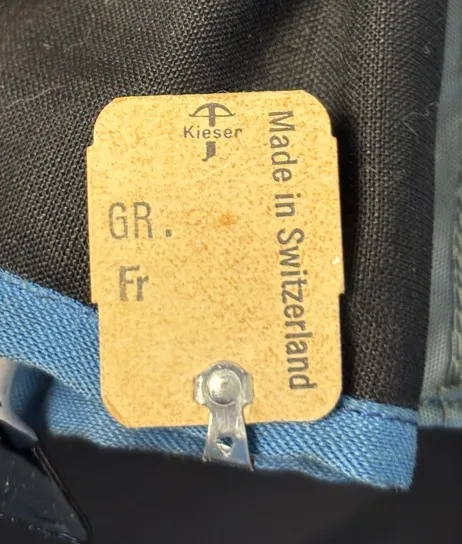 Kieser
Made in Switzerland
GR.
Fr